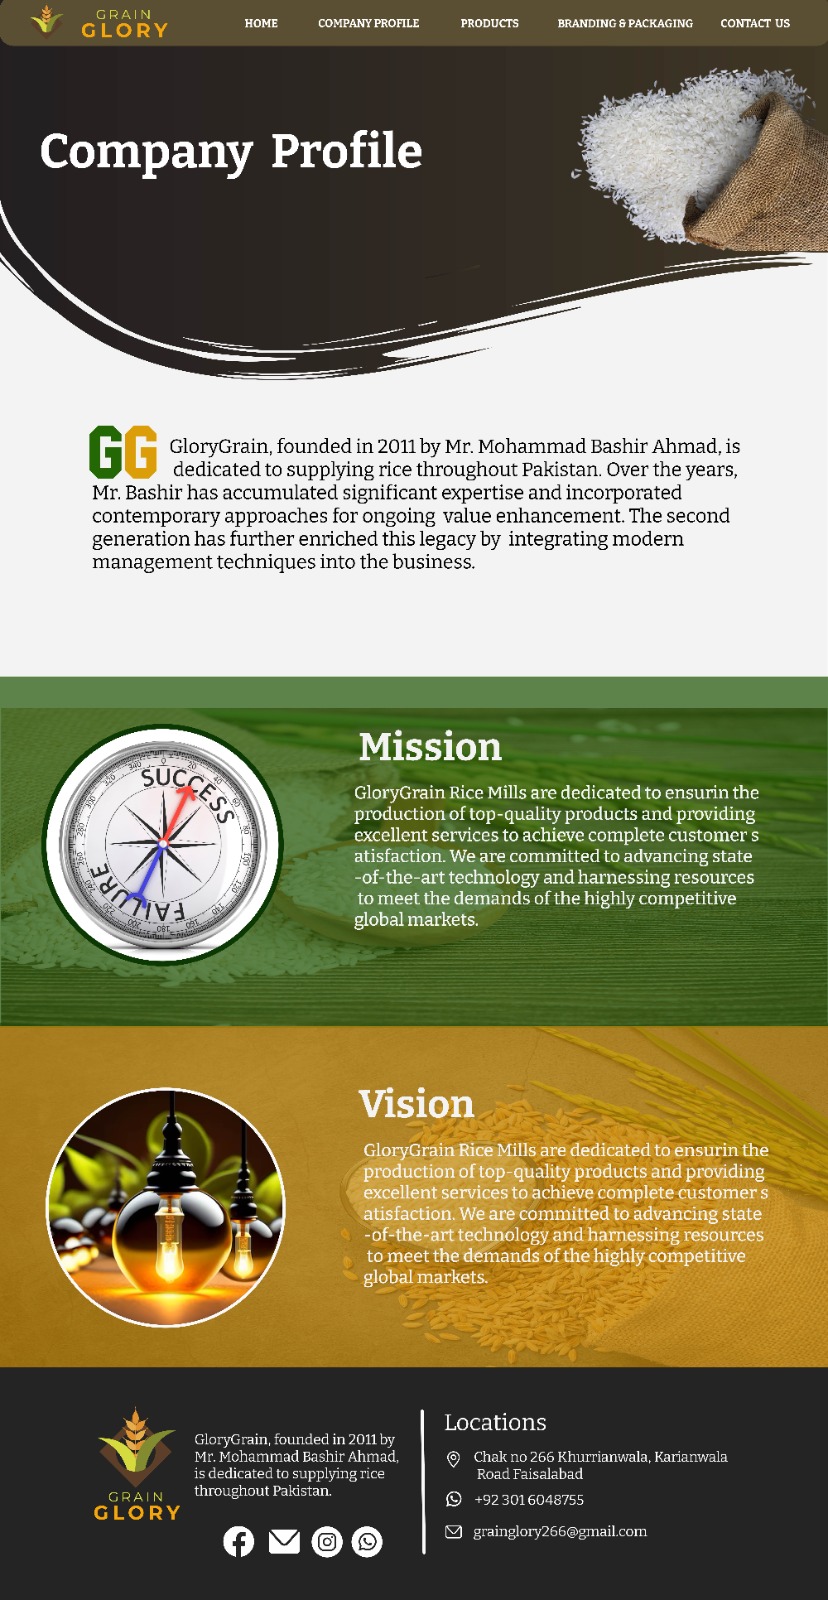 GRAIN
GLORY
HOME
COMPANY PROFILE
PRODUCTS
BRANDING & PACKAGING
CONTACT US
Company Profile
GG
GloryGrain, founded in 2011 by Mr. Mohammad Bashir Ahmad, is
dedicated to supplying rice throughout Pakistan. Over the years,
Mr. Bashir has accumulated significant expertise and incorporated
contemporary approaches for ongoing value enhancement. The second
generation has further enriched this legacy by integrating modern
management techniques into the business.
SUCCESS
FAILURE
Mission
GloryGrain Rice Mills are dedicated to ensurin the
production of top-quality products and providing
excellent services to achieve complete customer s
atisfaction. We are committed to advancing state
-of-the-art technology and harnessing resources
to meet the demands of the highly competitive
global markets.
Vision
GloryGrain Rice Mills are dedicated to ensurin the
production of top-quality products and providing
excellent services to achieve complete customer s
atisfaction. We are committed to advancing state
-of-the-art technology and harnessing resources
to meet the demands of the highly competitive
global markets.
GRAIN
GLORY
GloryGrain, founded in 2011 by
Mr. Mohammad Bashir Ahmad,
is dedicated to supplying rice
throughout Pakistan.
Locations
Chak no 266 Khurrianwala, Karianwala
Road Faisalabad
+92 301 6048755
grainglory266@gmail.com